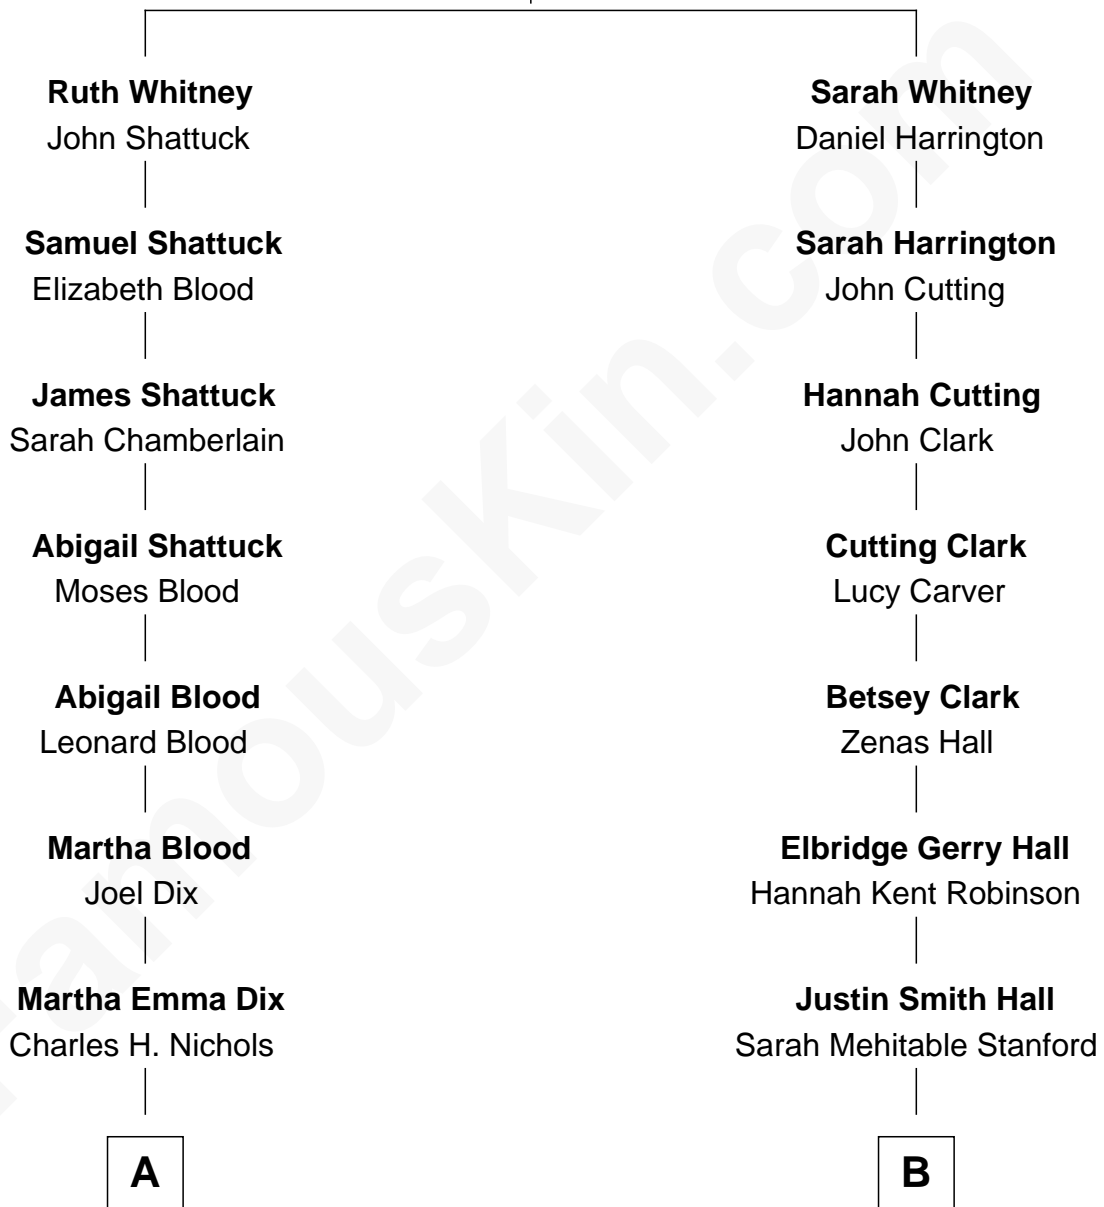 Ruth Whitney
John Shattuck
Samuel Shattuck
Elizabeth Blood
James Shattuck
Sarah Chamberlain
Abigail Shattuck
Moses Blood
Abigail Blood
Leonard Blood
Martha Blood
Joel Dix
Martha Emma Dix
Charles H. Nichols
A
Sarah Whitney
Daniel Harrington
Sarah Harrington
John Cutting
Hannah Cutting
John Clark
Cutting Clark
Lucy Carver
Betsey Clark
Zenas Hall
Elbridge Gerry Hall
Hannah Kent Robinson
Justin Smith Hall
Sarah Mehitable Stanford
B
FamousKin.com